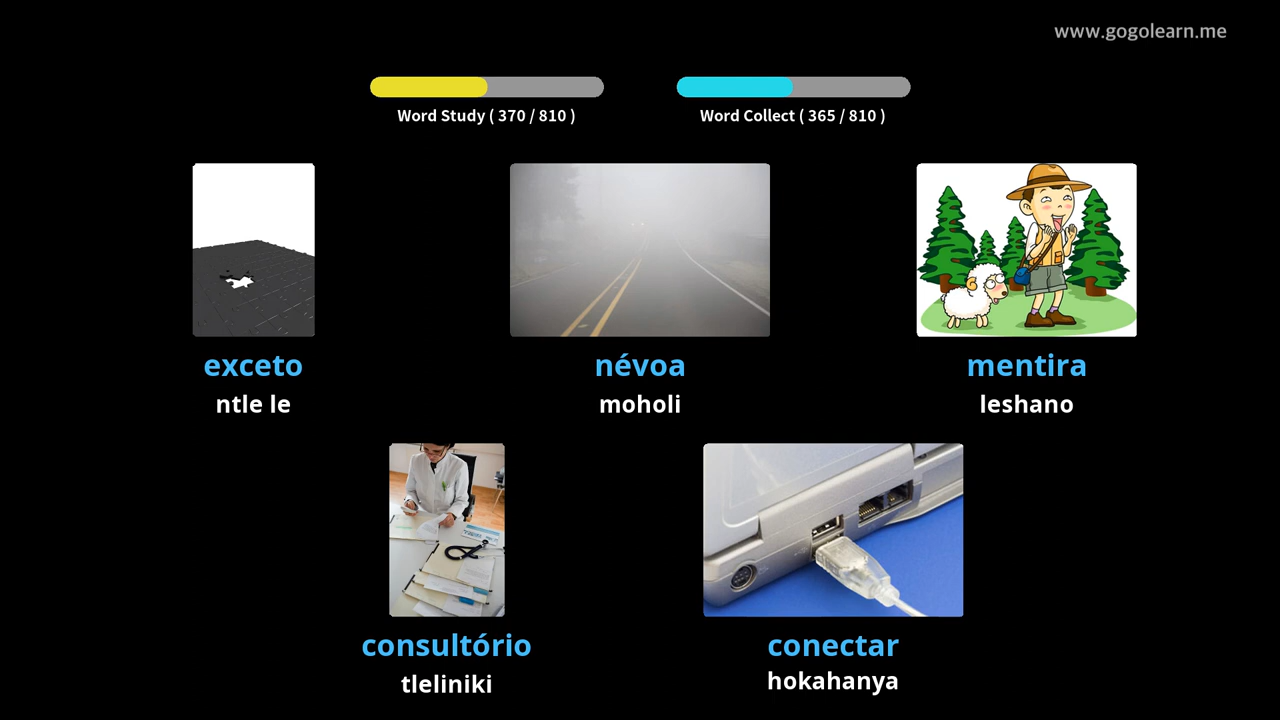 www.gogolearn.me
Word Study ( 370 / 810 )
Word Collect ( 365 / 810 )
exceto
ntle le
névoa
moholi
mentira
leshano
consultório
tleliniki
conectar
hokahanya